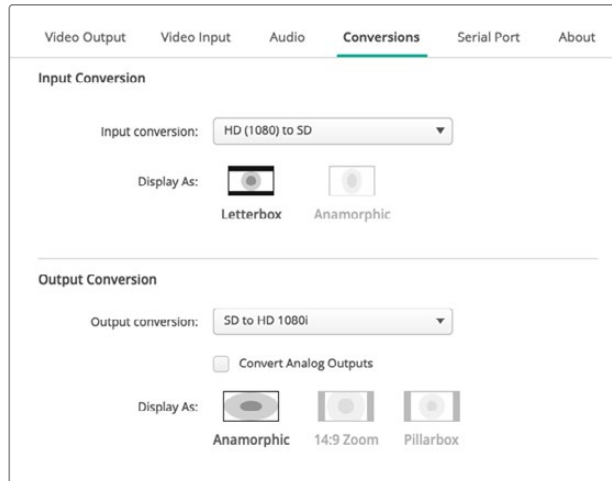 Video Output Video Input Audio Conversions Serial Port About
Input Conversion
Input conversion: HD (1080) to SD
Display As:
Letterbox Anamorphic
Output Conversion
Output conversion: SD to HD 1080i
Convert Analog Outputs
Display As:
Anamorphic 14:9 Zoom Pillarbox